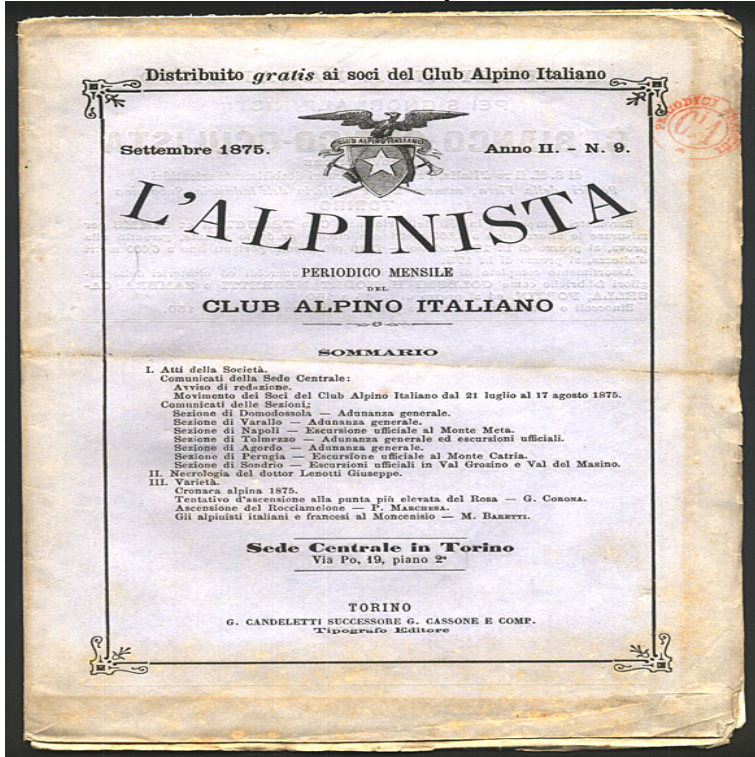 Distribuito gratis ai soci del Club Alpino Italiano
Settembre 1875.
CLUB ALPINO ITALIANO
Anno II. - N. 9.
PERIODICI
L'ALPINISTA
PERIODICO MENSILE
DEL
CLUB ALPINO ITALIANO
SOMMARIO
I. Atti della Società.
Comunicati della Sede Centrale:
Avviso di redazione.
Movimento dei Soci del Club Alpino Italiano dal 21 luglio al 17 agosto 1875.
Comunicati delle Sezioni:
Sezione di Domodossola — Adunanza generale.
Sezione di Varallo — Adunanza generale.
Sezione di Napoli — Escursione ufficiale al Monte Meta.
Sezione di Tolmezzo — Adunanza generale ed escursioni ufficiali.
Sezione di Agordo — Adunanza generale.
Sezione di Perugia — Escursione ufficiale al Monte Catria.
Sezione di Sondrio — Escursioni ufficiali in Val Grosino e Val del Masino.
II. Necrologia del dottor Lenotti Giuseppe.
III. Varietà.
Cronaca alpina 1875.
Tentativo d'ascensione alla punta più elevata del Rosa — G. CORONA.
Ascensione del Rocciamelone — P. MARCHESA.
Gli alpinisti italiani e francesi al Moncenisio — M. BARETTI.
Sede Centrale in Torino
Via Po, 19, piano 2°
TORINO
G. CANDELETTI SUCCESSORE G. CASSONE E COMP.
Tipografo Editore